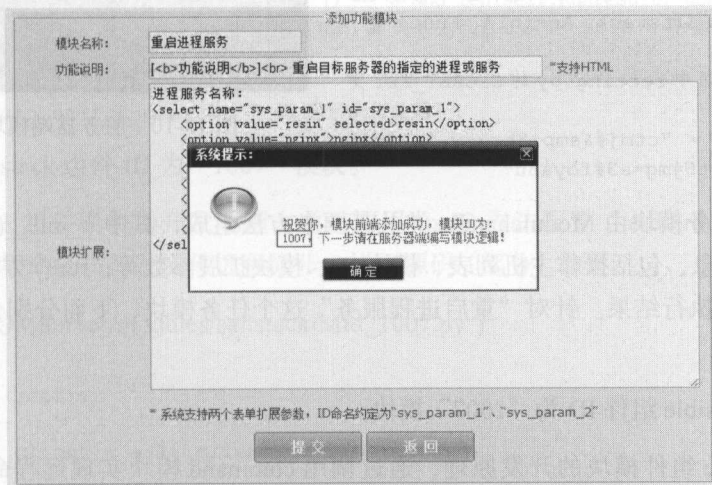 添加功能模块
模块名称： 重启进程服务
功能说明： [<b>功能说明</b>]<br> 重启目标服务器的指定的进程或服务 *支持HTML
模块扩展：
进程服务名称：
<select name="sys_param_1" id="sys_param_1">
<option value="resin" selected>resin</option>
<option value="nginx">nginx</option>
</sel
系统提示：
祝贺你，模块前端添加成功，模块ID为：
1007，下一步请在服务器端编写模块逻辑！
确定
* 系统支持两个表单扩展参数，ID命名约定为"sys_param_1"、"sys_param_2"
提交 返回